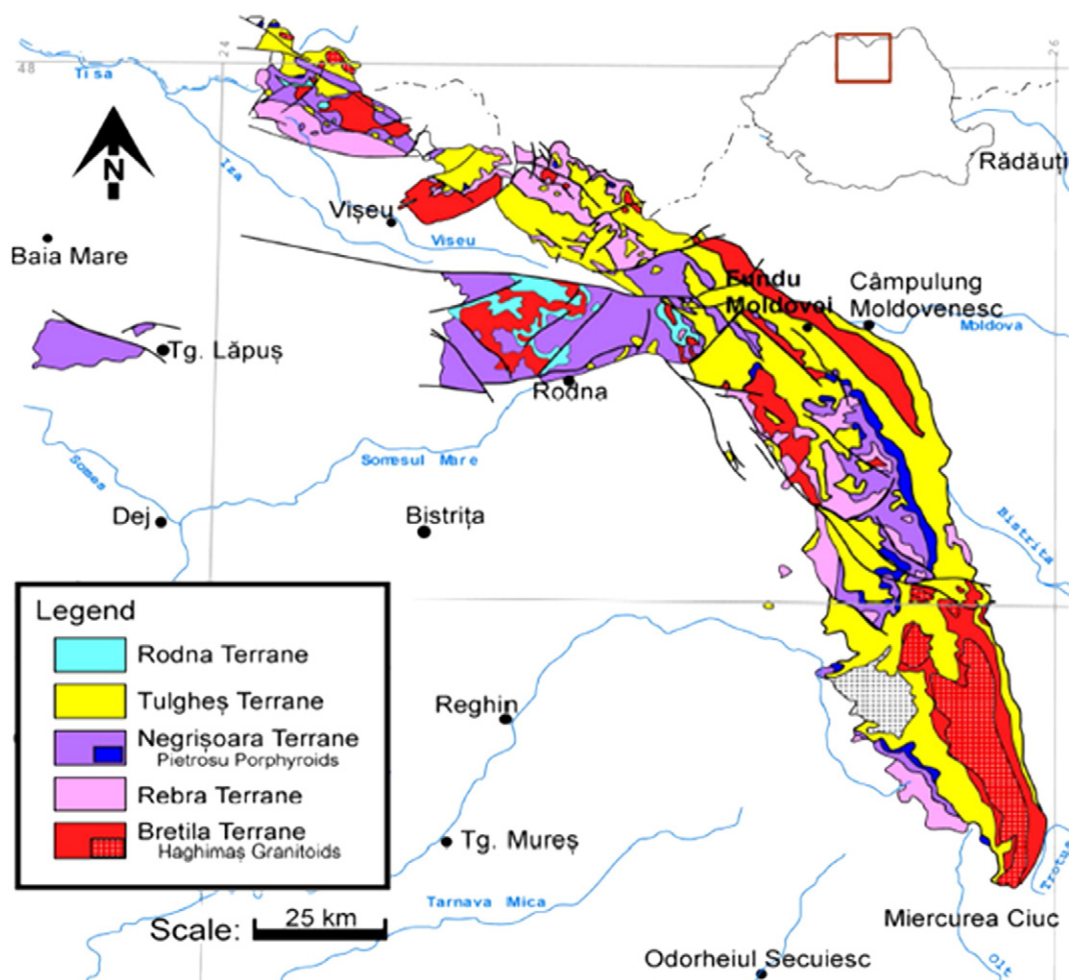 24
26
48
Tisa
N
Iza
Rădăuți
Vișeu
Viseu
Baia Mare
Fundu
Moldovei
Câmpulung
Moldovenesc
Moldova
Tg. Lăpuș
Rodna
Somesul Mare
Somes
Dej
Bistrița
Bistrita
Legend
Rodna Terrane
Tulgheș Terrane
Negrișoara Terrane
Pietrosu Porphyroids
Rebra Terrane
Bretila Terrane
Haghimaș Granitoids
Reghin
Tg. Mureș
Tarnava Mica
Trotus
Miercurea Ciuc
Scale: 25 km
Odorheiul Secuiesc
Olt